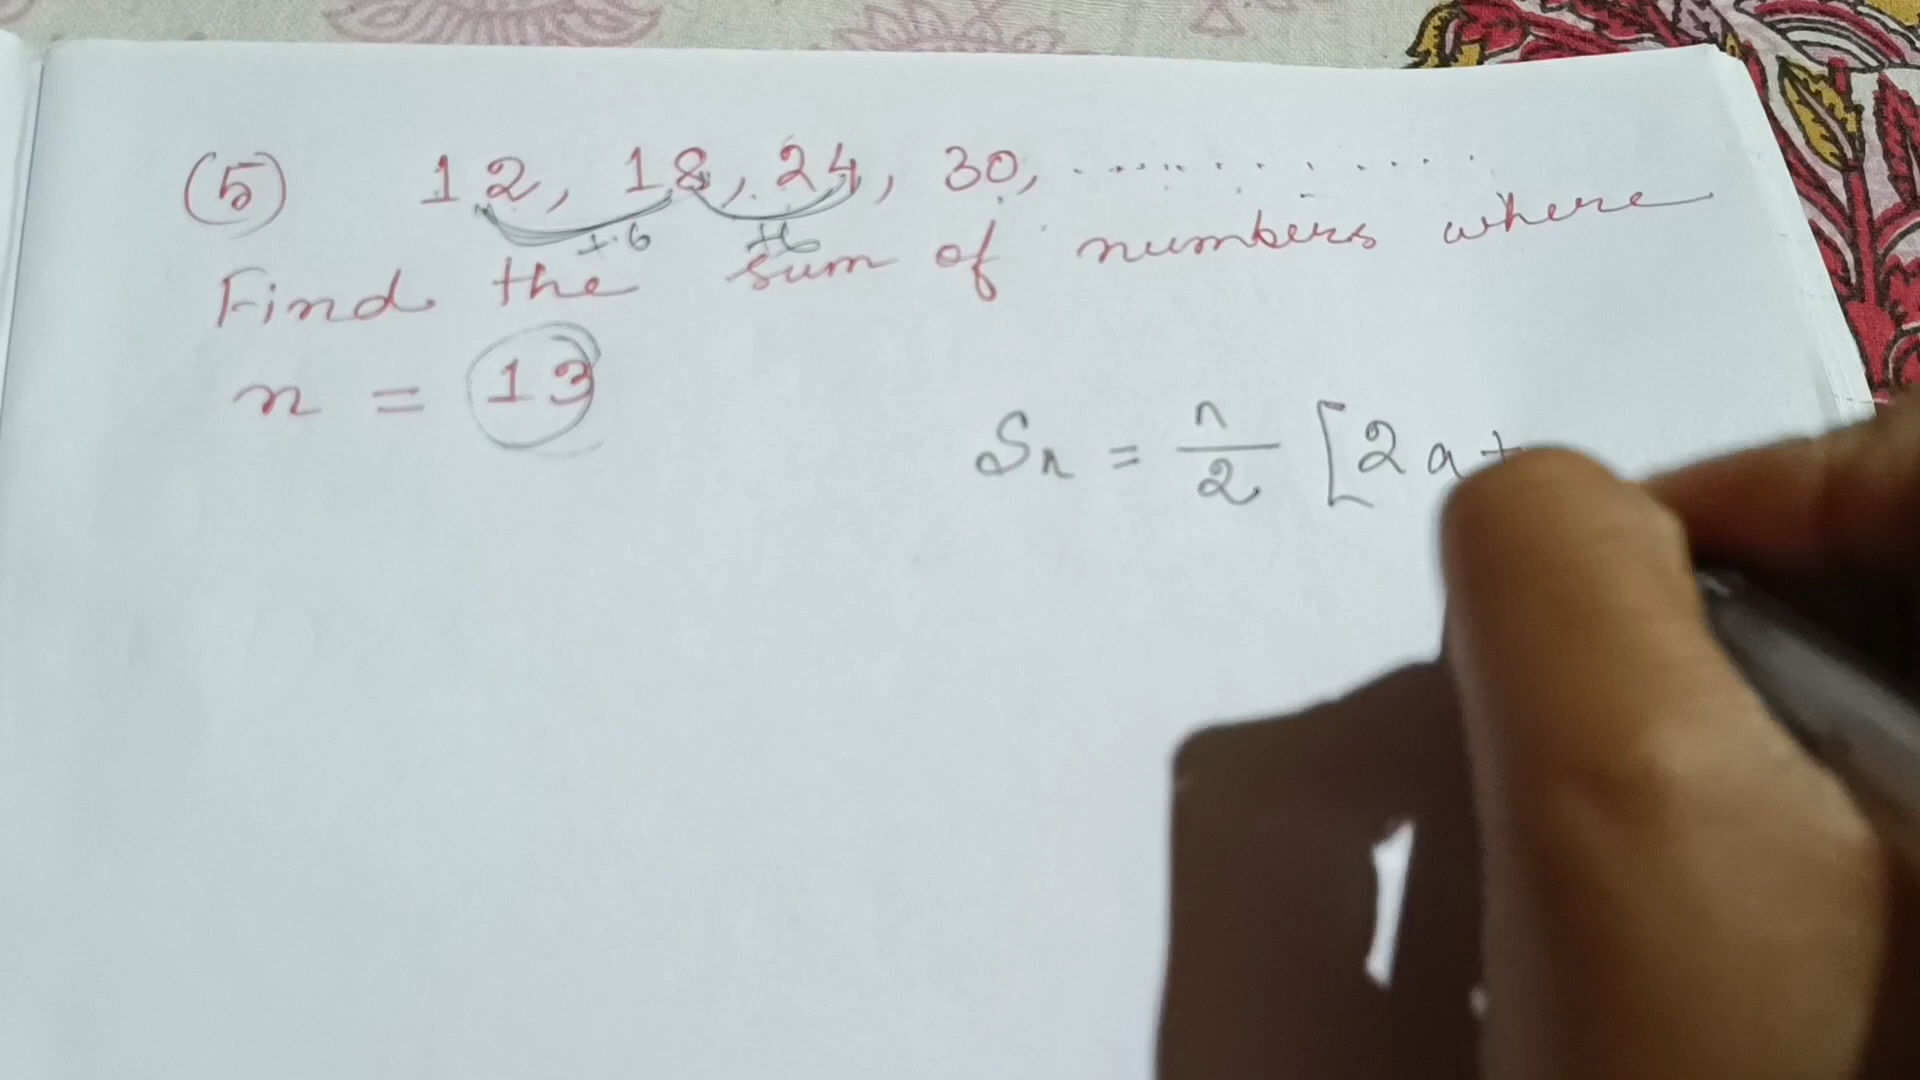 (5) 12, 18, 24, 30, ..............
+6 +6
Find the sum of numbers where
n = 13
Sn = n/2 [2a+